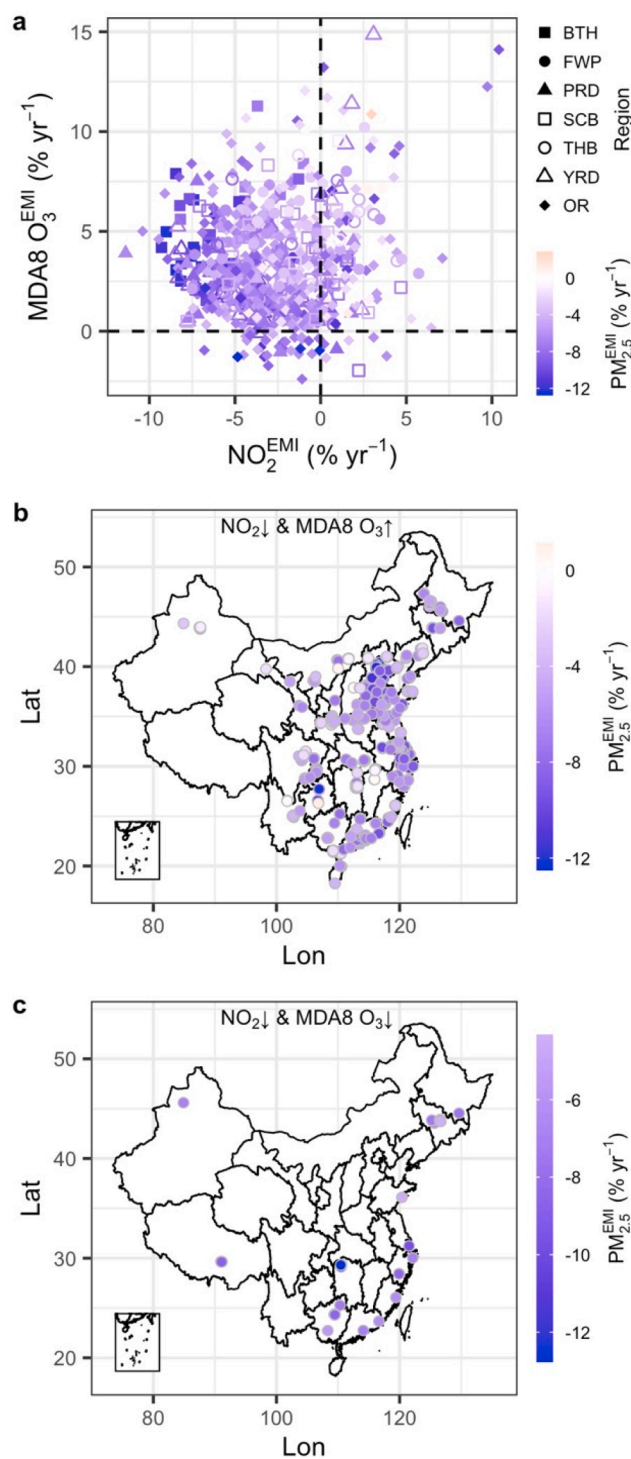 a
MDA8 O₃ᴱᴹᴵ (% yr⁻¹)
15
10
5
0
-10 -5 0 5 10
NO₂ᴱᴹᴵ (% yr⁻¹)
BTH
FWP
PRD
SCB
THB
YRD
OR
Region
0
-4
-8
-12
PM₂.₅ᴱᴹᴵ (% yr⁻¹)
b
NO₂↓ & MDA8 O₃↑
Lat
50
40
30
20
80 100 120
Lon
0
-4
-8
-12
PM₂.₅ᴱᴹᴵ (% yr⁻¹)
c
NO₂↓ & MDA8 O₃↓
Lat
50
40
30
20
80 100 120
Lon
-6
-8
-10
-12
PM₂.₅ᴱᴹᴵ (% yr⁻¹)